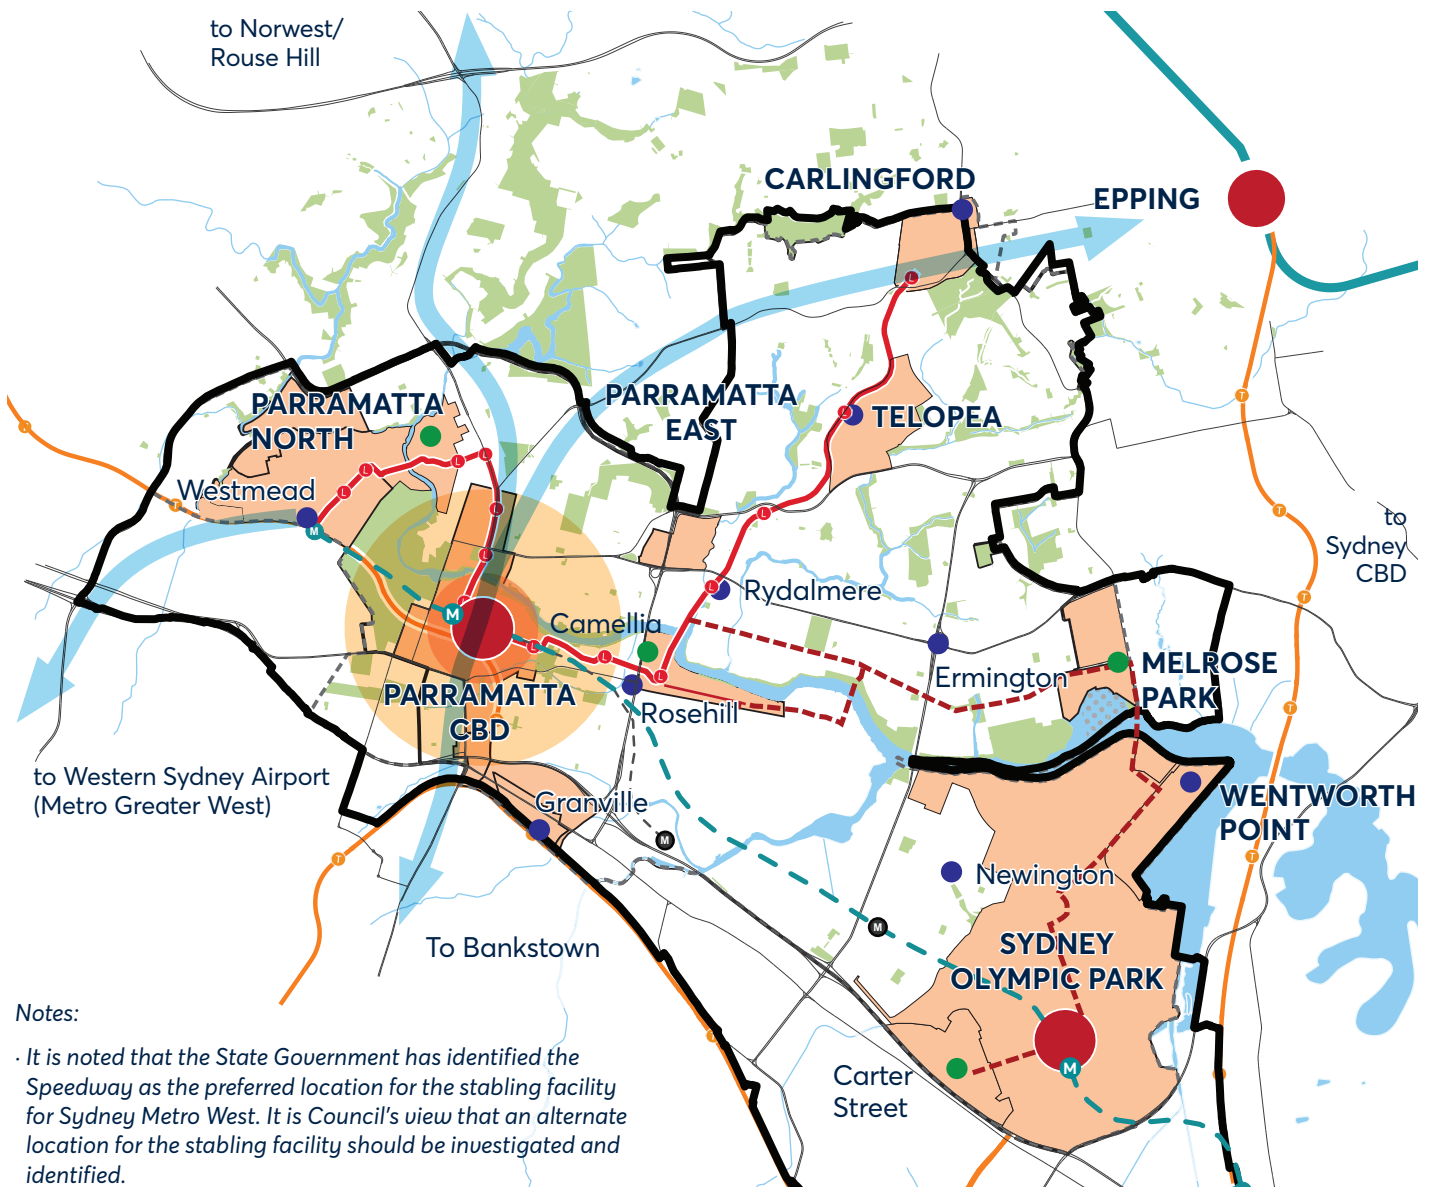 to Norwest/
Rouse Hill
CARLINGFORD
EPPING
PARRAMATTA
NORTH
PARRAMATTA
EAST
TELOPEA
Westmead
to
Sydney
CBD
Rydalmere
Camellia
Ermington
MELROSE
PARK
PARRAMATTA
CBD
Rosehill
to Western Sydney Airport
(Metro Greater West)
Granville
WENTWORTH
POINT
Newington
To Bankstown
SYDNEY
OLYMPIC PARK
Carter
Street
Notes:
· It is noted that the State Government has identified the
Speedway as the preferred location for the stabling facility
for Sydney Metro West. It is Council's view that an alternate
location for the stabling facility should be investigated and
identified.
T
T
T
T
T
T
T
T
T
T
T
T
L
L
L
L
L
L
L
L
L
L
L
L
L
L
M
M
M
M
M